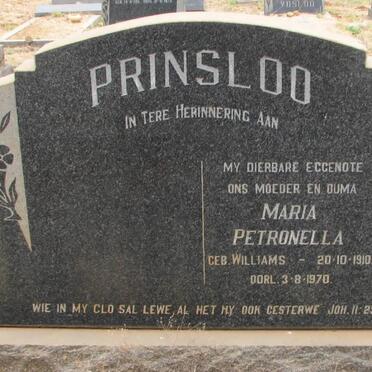 VOSLOO
PRINSLOO
IN TERE HERINNERING AAN
MY DIERBARE EGGENOTE
ONS MOEDER EN OUMA
MARIA
PETRONELLA
GEB. WILLIAMS - 20-10-1910
OORL. 3-8-1970.
WIE IN MY GLO SAL LEWE, AL HET HY OOK GESTERWE JOH. 11:25